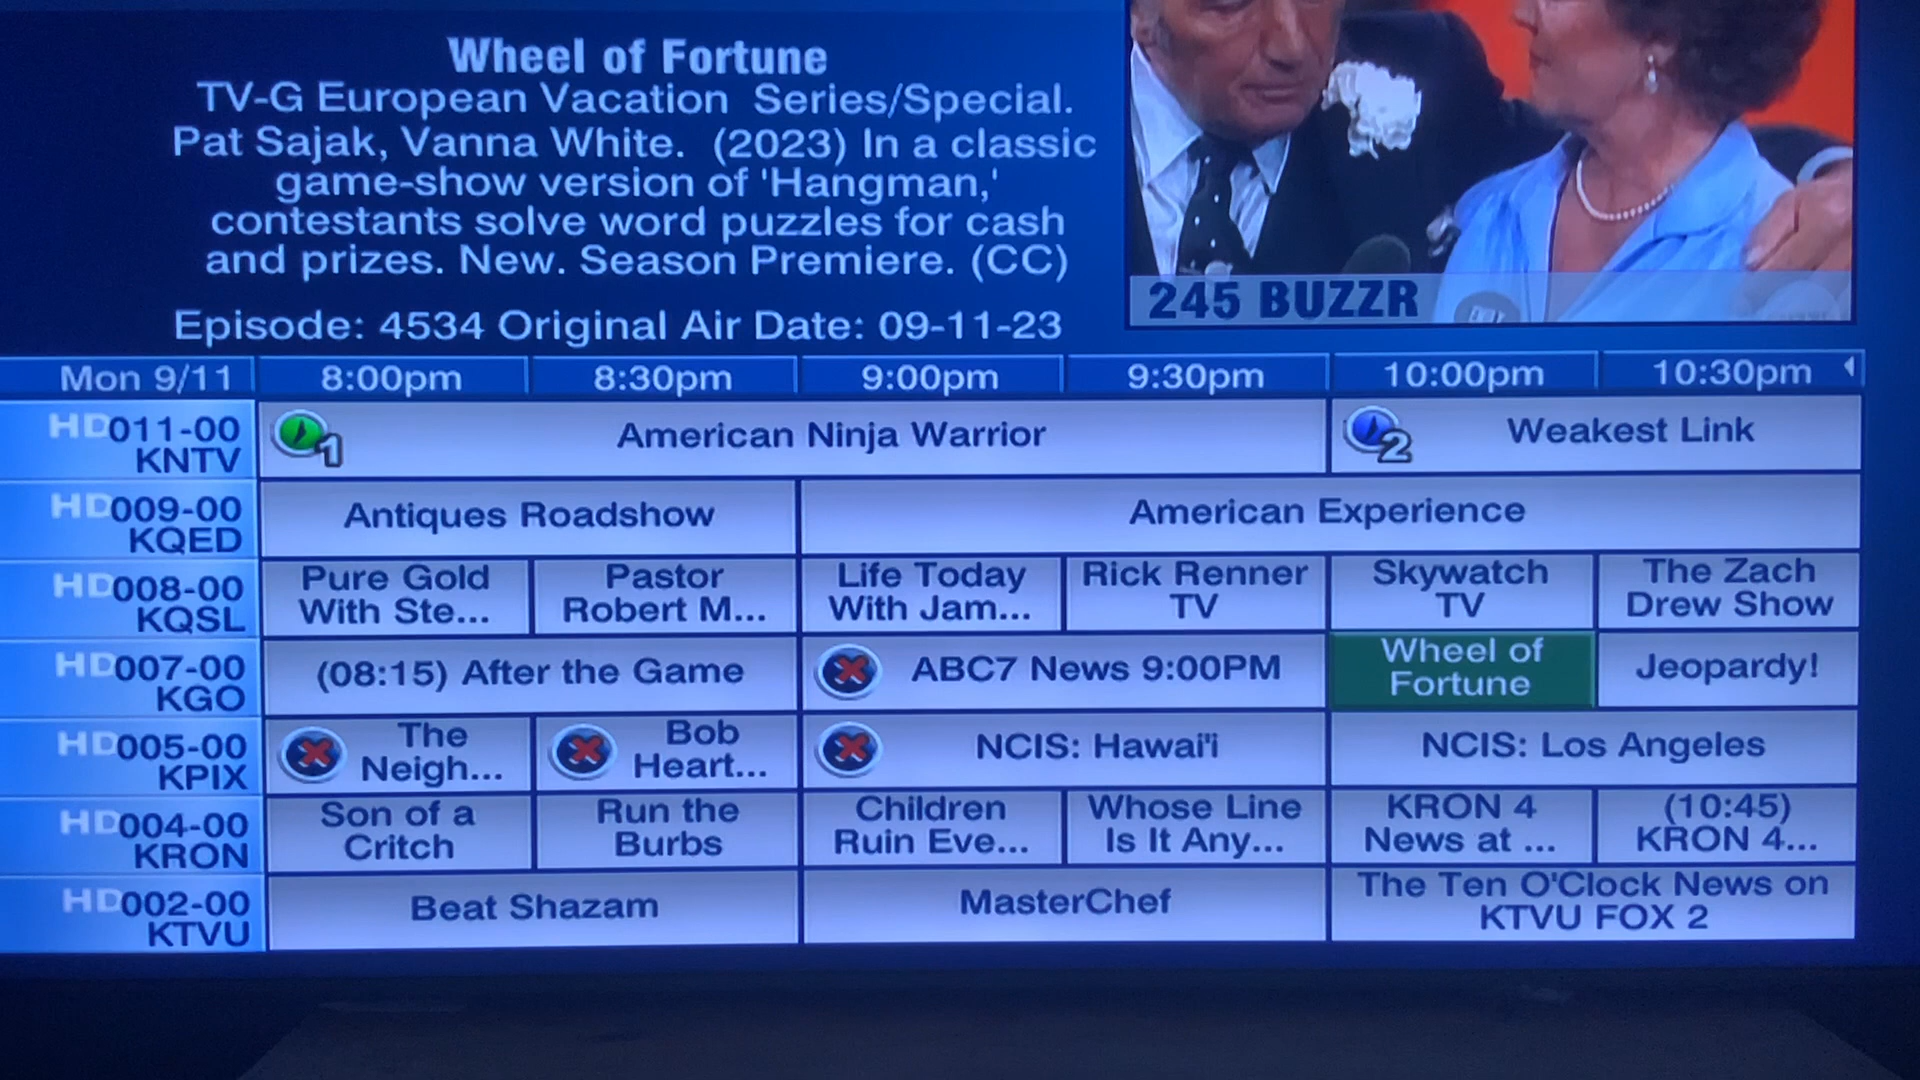 Wheel of Fortune
TV-G European Vacation Series/Special.
Pat Sajak, Vanna White. (2023) In a classic
game-show version of 'Hangman,'
contestants solve word puzzles for cash
and prizes. New. Season Premiere. (CC)
Episode: 4534 Original Air Date: 09-11-23
245 BUZZR
Mon 9/11 8:00pm 8:30pm 9:00pm 9:30pm 10:00pm 10:30pm
HD011-00
KNTV
1 American Ninja Warrior
2 Weakest Link
HD009-00
KQED
Antiques Roadshow
American Experience
HD008-00
KQSL
Pure Gold
With Ste...
Pastor
Robert M...
Life Today
With Jam...
Rick Renner
TV
Skywatch
TV
The Zach
Drew Show
HD007-00
KGO
(08:15) After the Game
ABC7 News 9:00PM
Wheel of
Fortune
Jeopardy!
HD005-00
KPIX
The
Neigh...
Bob
Heart...
NCIS: Hawai'i
NCIS: Los Angeles
HD004-00
KRON
Son of a
Critch
Run the
Burbs
Children
Ruin Eve...
Whose Line
Is It Any...
KRON 4
News at ...
(10:45)
KRON 4...
HD002-00
KTVU
Beat Shazam
MasterChef
The Ten O'Clock News on
KTVU FOX 2